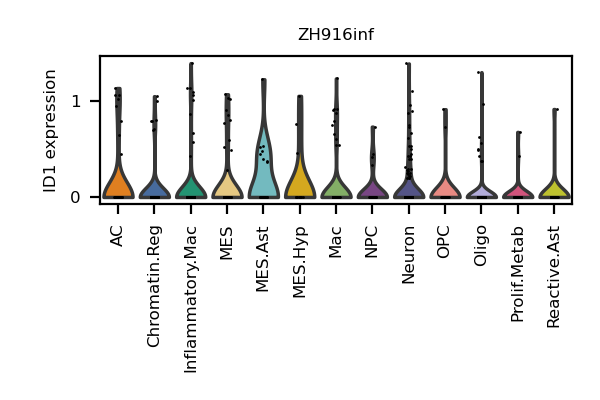 ZH916inf
ID1 expression
1
0
AC
Chromatin.Reg
Inflammatory.Mac
MES
MES.Ast
MES.Hyp
Mac
NPC
Neuron
OPC
Oligo
Prolif.Metab
Reactive.Ast